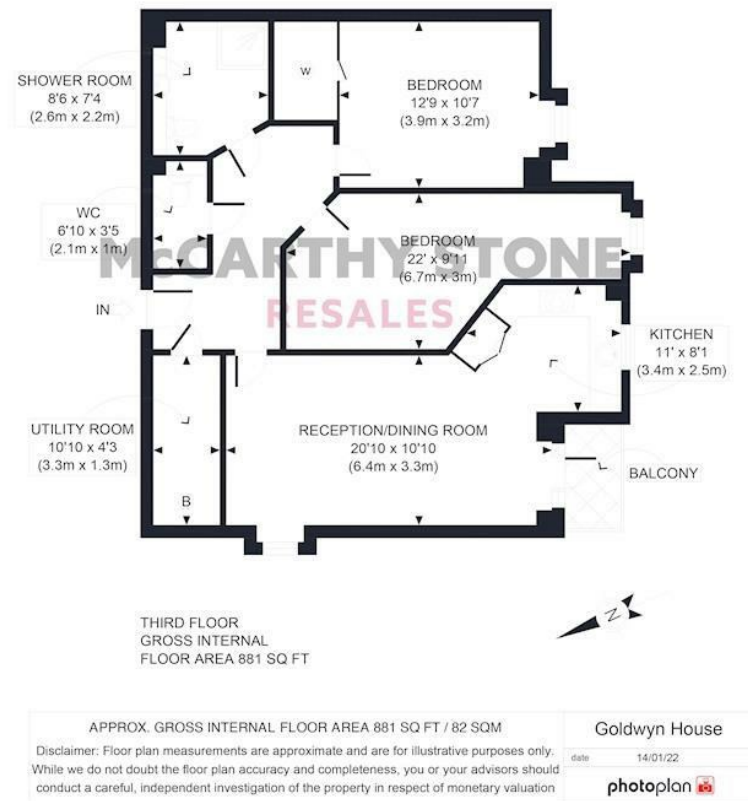 SHOWER ROOM
8'6 x 7'4
(2.6m x 2.2m)
W
BEDROOM
12'9 x 10'7
(3.9m x 3.2m)
WC
6'10 x 3'5
(2.1m x 1m)
BEDROOM
22' x 9'11
(6.7m x 3m)
McCARTHY STONE
RESALES
IN
KITCHEN
11' x 8'1
(3.4m x 2.5m)
UTILITY ROOM
10'10 x 4'3
(3.3m x 1.3m)
B
RECEPTION/DINING ROOM
20'10 x 10'10
(6.4m x 3.3m)
BALCONY
THIRD FLOOR
GROSS INTERNAL
FLOOR AREA 881 SQ FT
N
APPROX. GROSS INTERNAL FLOOR AREA 881 SQ FT / 82 SQM
Disclaimer: Floor plan measurements are approximate and are for illustrative purposes only.
While we do not doubt the floor plan accuracy and completeness, you or your advisors should
conduct a careful, independent investigation of the property in respect of monetary valuation
Goldwyn House
date 14/01/22
photoplan